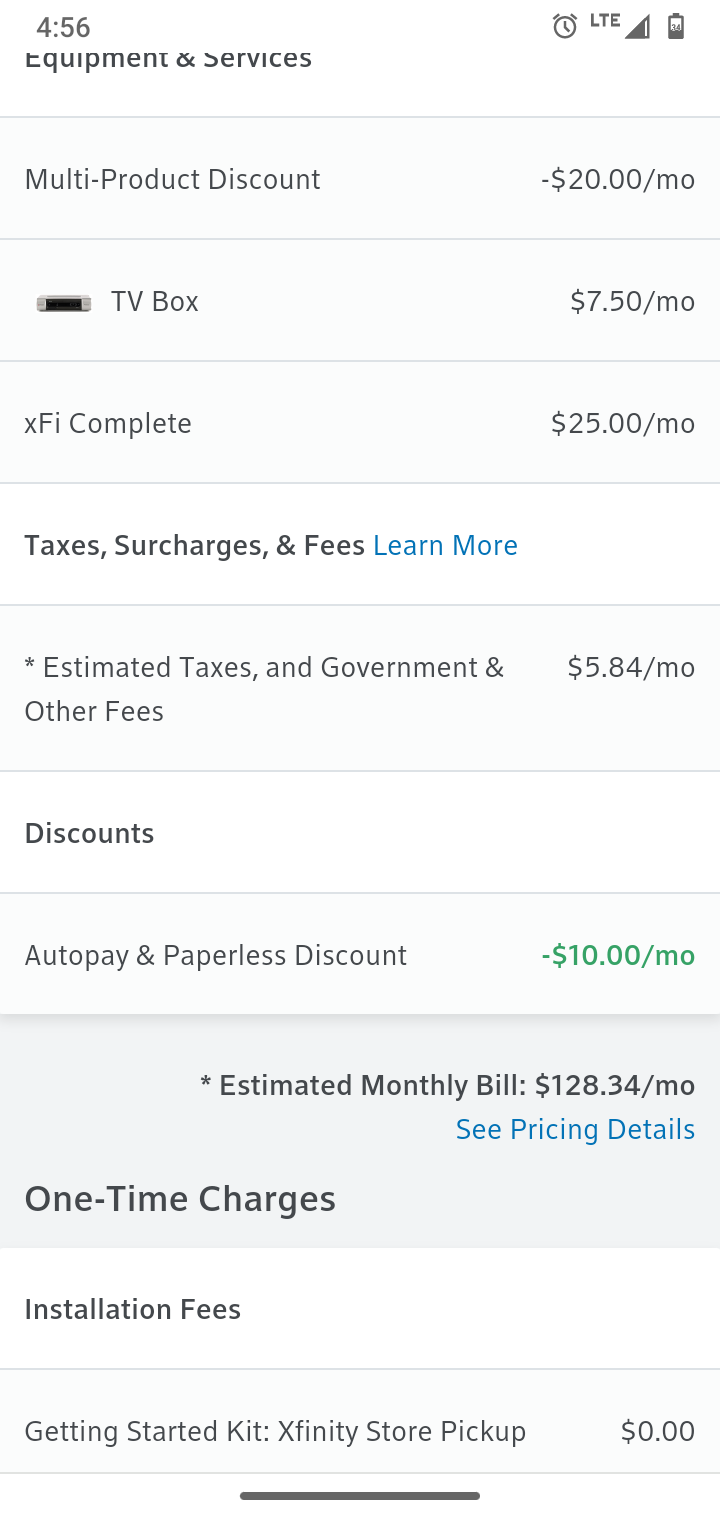 4:56
LTE
34
Equipment & Services
Multi-Product Discount -$20.00/mo
TV Box $7.50/mo
xFi Complete $25.00/mo
Taxes, Surcharges, & Fees Learn More
* Estimated Taxes, and Government & $5.84/mo
Other Fees
Discounts
Autopay & Paperless Discount -$10.00/mo
* Estimated Monthly Bill: $128.34/mo
See Pricing Details
One-Time Charges
Installation Fees
Getting Started Kit: Xfinity Store Pickup $0.00